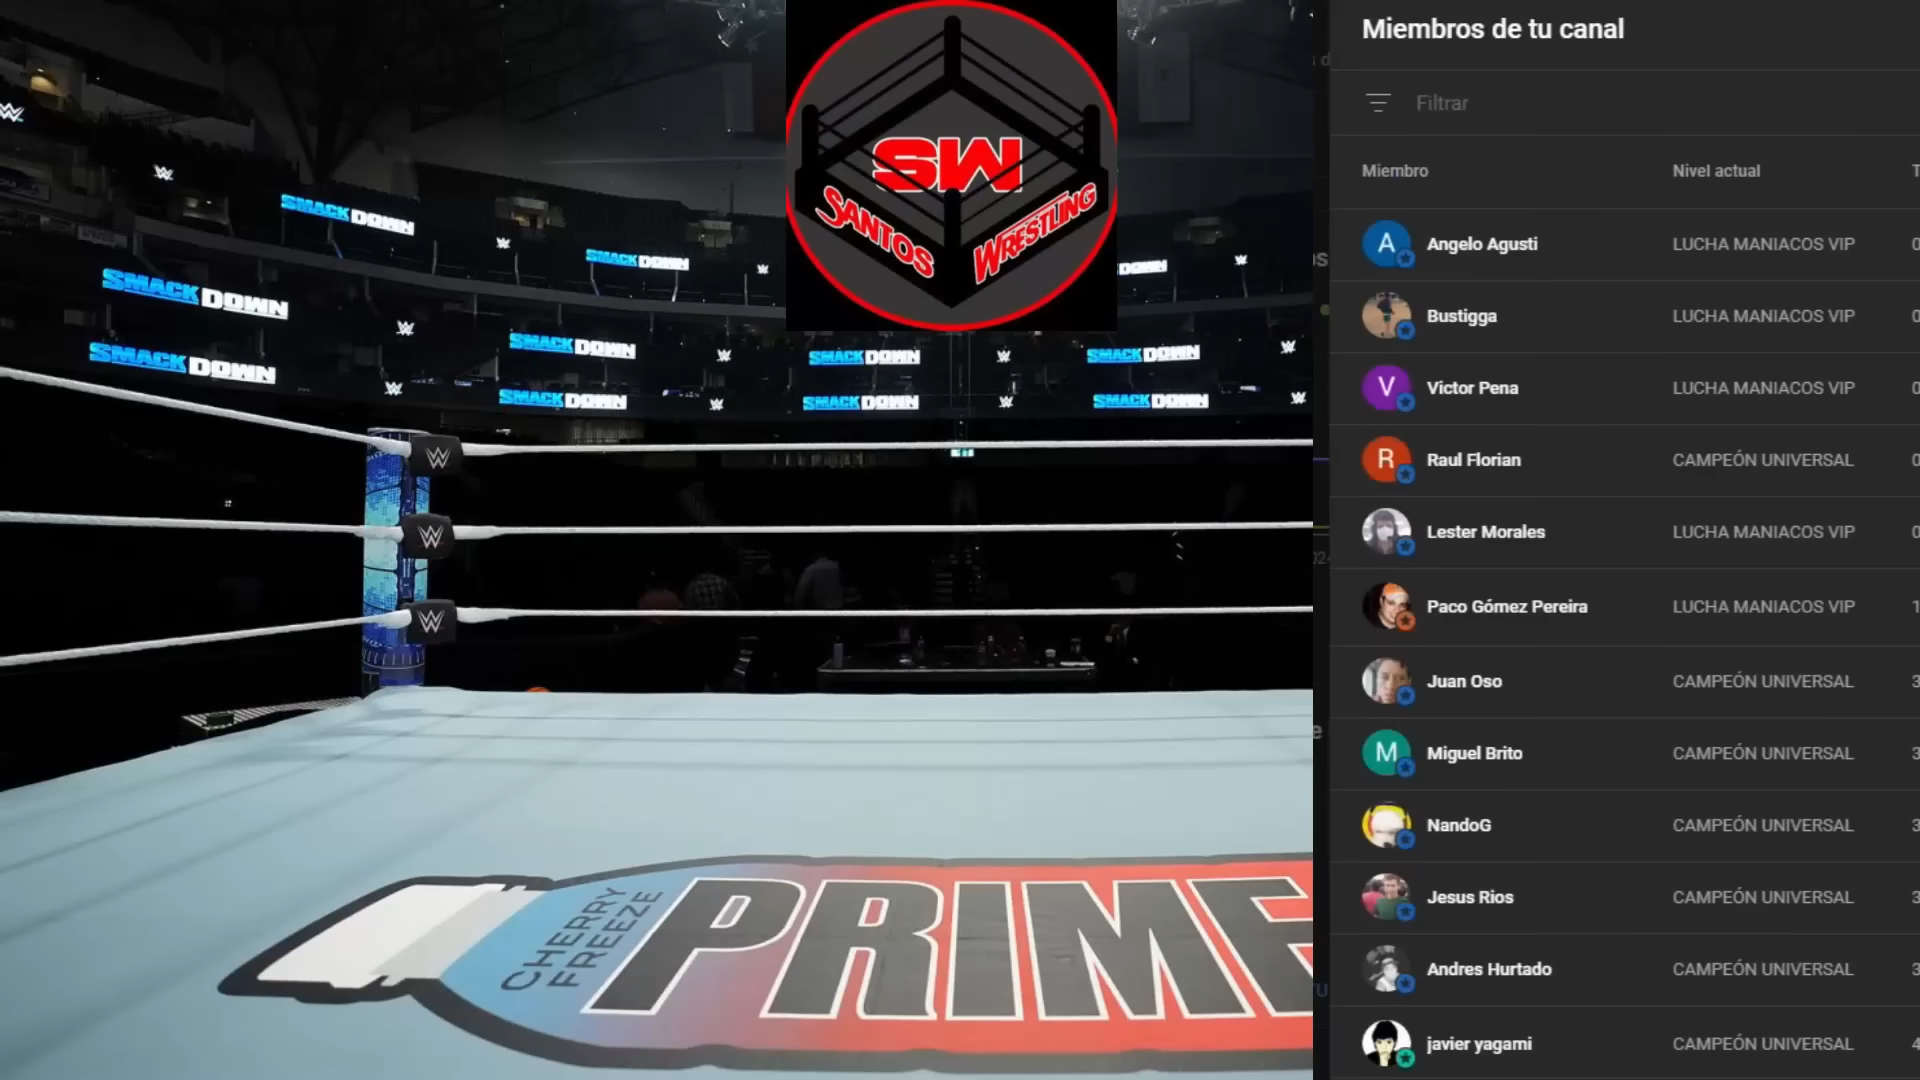 SMACKDOWN
SMACKDOWN
SMACKDOWN
SMACKDOWN
SMACKDOWN
SMACKDOWN
SMACKDOWN
SMACKDOWN
SMACKDOWN
SMACKDOWN
DOWN
SW
SANTOS
WRESTLING
CHERRY
FREEZE
PRIME
Miembros de tu canal
Filtrar
Miembro Nivel actual
A Angelo Agusti LUCHA MANIACOS VIP
Bustigga LUCHA MANIACOS VIP
V Victor Pena LUCHA MANIACOS VIP
R Raul Florian CAMPEÓN UNIVERSAL
Lester Morales LUCHA MANIACOS VIP
Paco Gómez Pereira LUCHA MANIACOS VIP
Juan Oso CAMPEÓN UNIVERSAL
M Miguel Brito CAMPEÓN UNIVERSAL
NandoG CAMPEÓN UNIVERSAL
Jesus Rios CAMPEÓN UNIVERSAL
Andres Hurtado CAMPEÓN UNIVERSAL
javier yagami CAMPEÓN UNIVERSAL